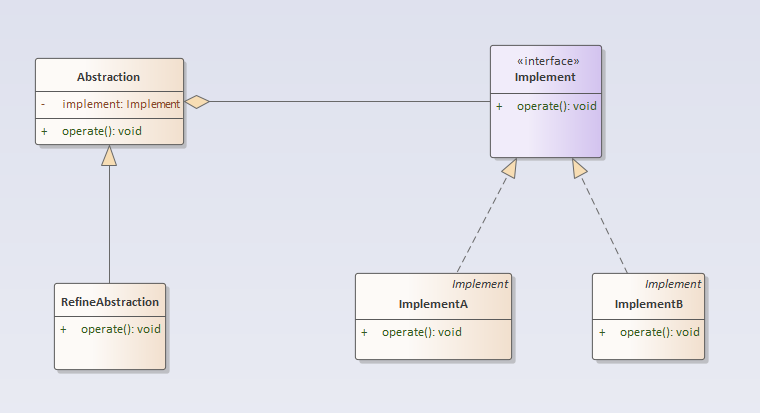 Abstraction
- implement: Implement
+ operate(): void
«interface»
Implement
+ operate(): void
RefineAbstraction
+ operate(): void
Implement
ImplementA
+ operate(): void
Implement
ImplementB
+ operate(): void